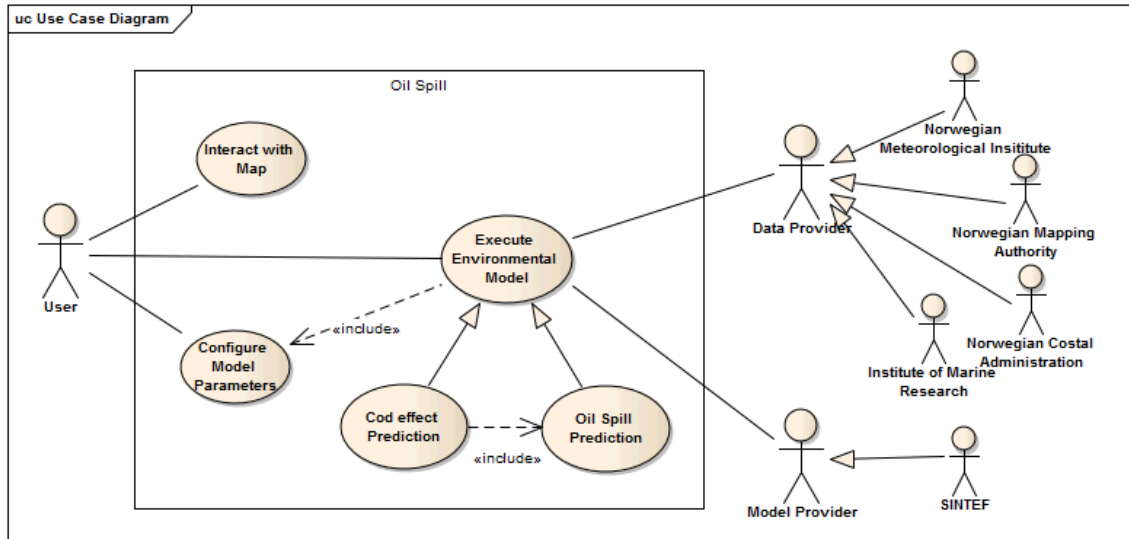 uc Use Case Diagram
Oil Spill
Interact with
Map
Execute
Environmental
Model
User
«include»
Configure
Model
Parameters
Cod effect
Prediction
«include»
Oil Spill
Prediction
Data Provider
Norwegian
Meteorological Insititute
Norwegian Mapping
Authority
Norwegian Costal
Administration
Institute of Marine
Research
Model Provider
SINTEF